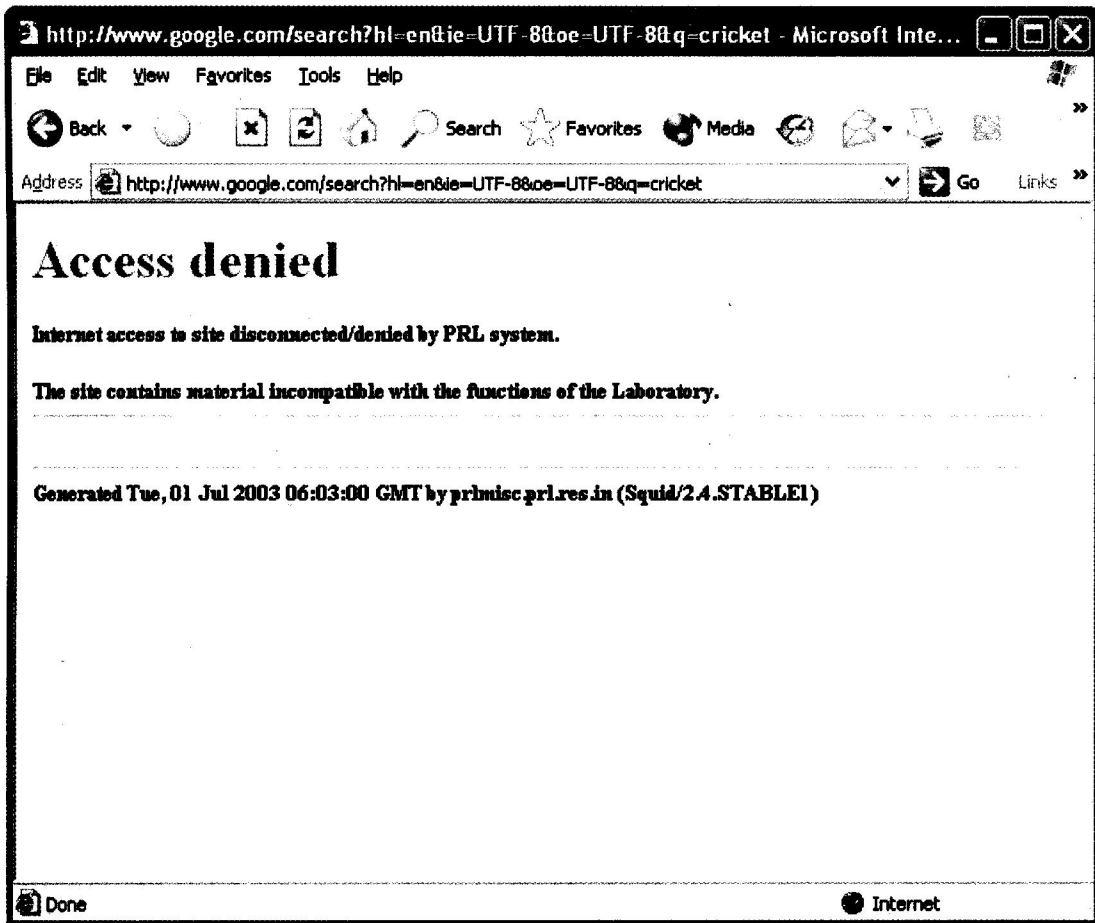 http://www.google.com/search?hl=en&ie=UTF-8&oe=UTF-8&q=cricket - Microsoft Inte...
File Edit View Favorites Tools Help
Back Search Favorites Media »
Address http://www.google.com/search?hl=en&ie=UTF-8&oe=UTF-8&q=cricket Go Links »
Access denied
Internet access to site disconnected/denied by PRL system.
The site contains material incompatible with the functions of the Laboratory.
Generated Tue, 01 Jul 2003 06:03:00 GMT by prlmisc.prl.res.in (Squid/2.4.STABLE1)
Done Internet